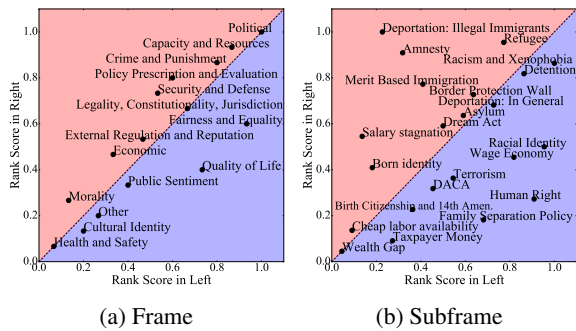 1.0
0.8
0.6
0.4
0.2
0.0
Rank Score in Right
Political
Capacity and Resources
Crime and Punishment
Policy Prescription and Evaluation
Security and Defense
Legality, Constitutionality, Jurisdiction
Fairness and Equality
External Regulation and Reputation
Economic
Quality of Life
Public Sentiment
Morality
Other
Cultural Identity
Health and Safety
0.0 0.2 0.4 0.6 0.8 1.0
Rank Score in Left
(a) Frame
1.0
0.8
0.6
0.4
0.2
0.0
Rank Score in Right
Deportation: Illegal Immigrants
Refugee
Amnesty
Racism and Xenophobia
Detention
Merit Based Immigration
Border Protection Wall
Deportation: In General
Asylum
Dream Act
Salary stagnation
Racial Identity
Wage Economy
Born identity
Terrorism
DACA
Human Right
Birth Citizenship and 14th Amen.
Family Separation Policy
Cheap labor availability
Taxpayer Money
Wealth Gap
0.0 0.2 0.4 0.6 0.8 1.0
Rank Score in Left
(b) Subframe